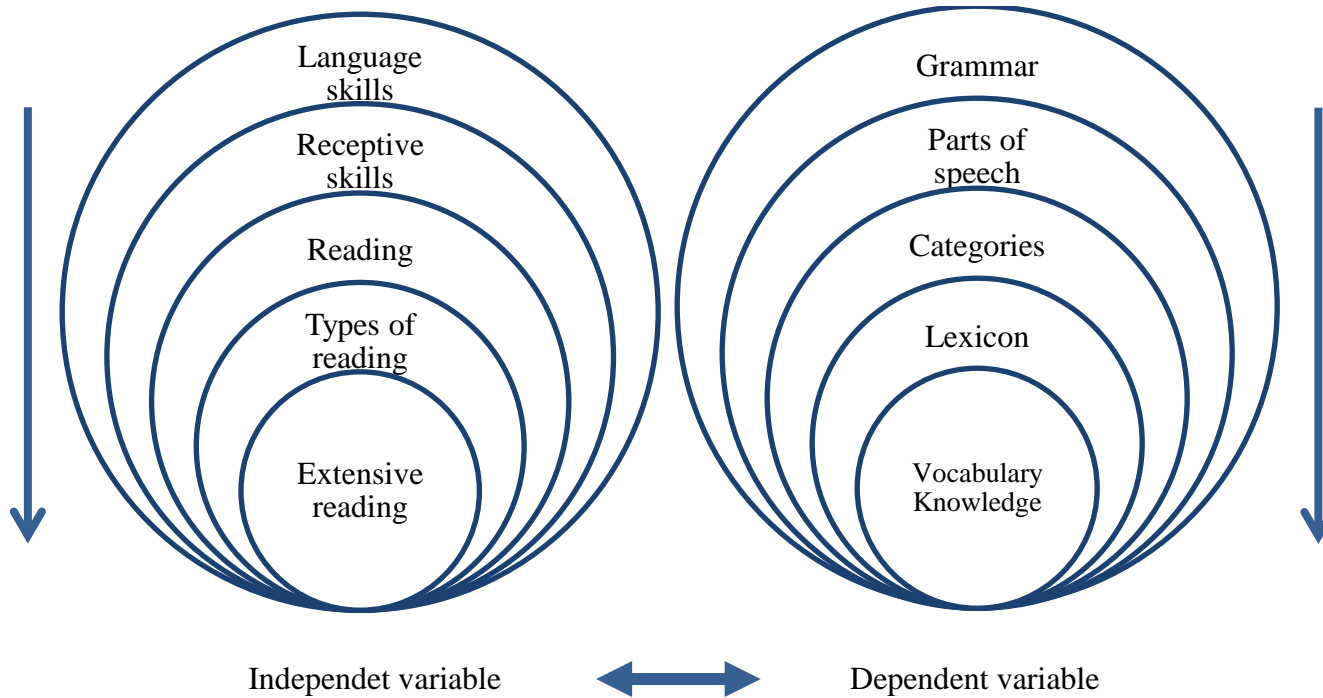 Language
skills
Receptive
skills
Reading
Types of
reading
Extensive
reading
Grammar
Parts of
speech
Categories
Lexicon
Vocabulary
Knowledge
Independet variable
Dependent variable